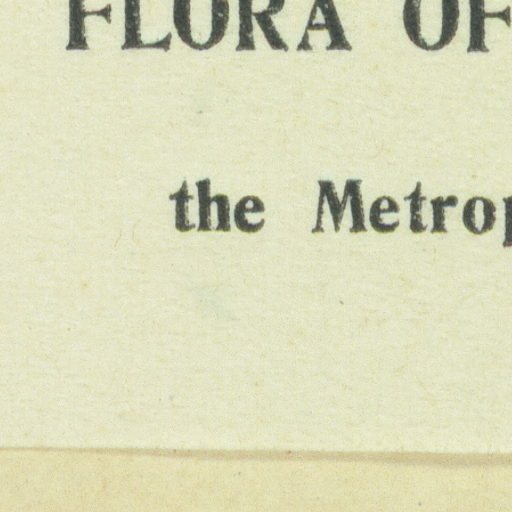 FLORA OF
the Metrop